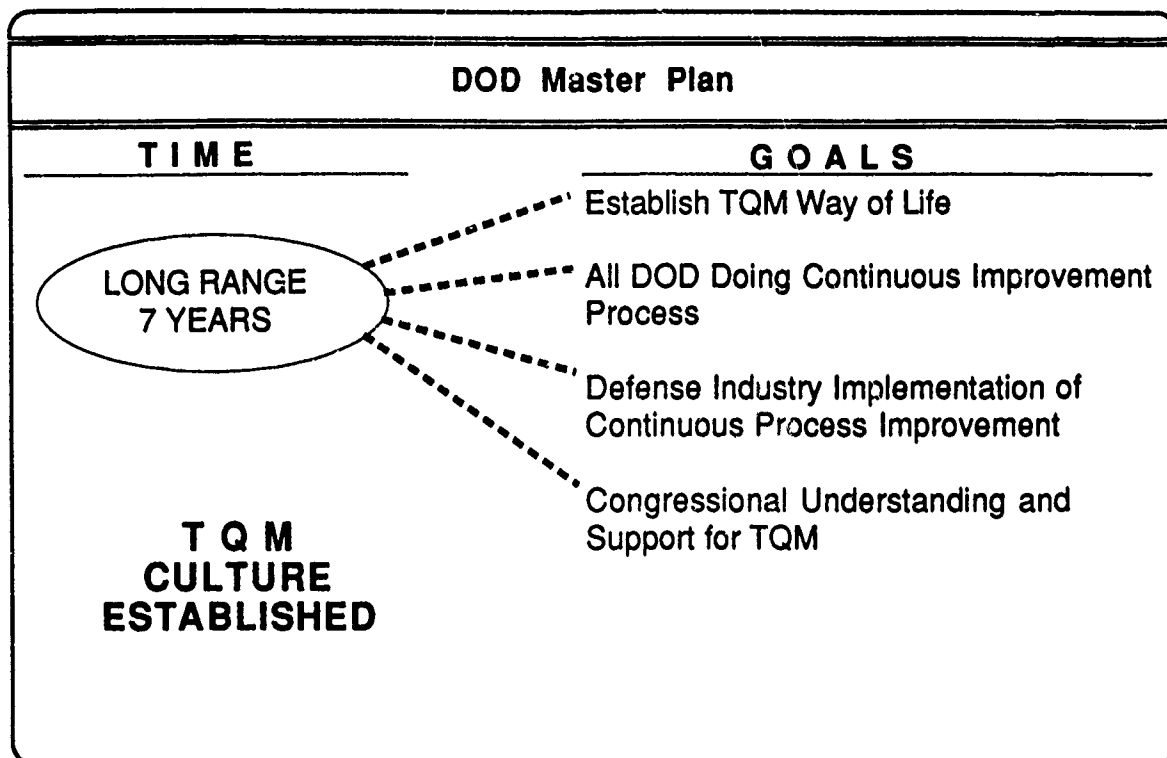 DOD Master Plan
TIME
GOALS
LONG RANGE
7 YEARS
Establish TQM Way of Life
All DOD Doing Continuous Improvement
Process
Defense Industry Implementation of
Continuous Process Improvement
Congressional Understanding and
Support for TQM
TQM
CULTURE
ESTABLISHED